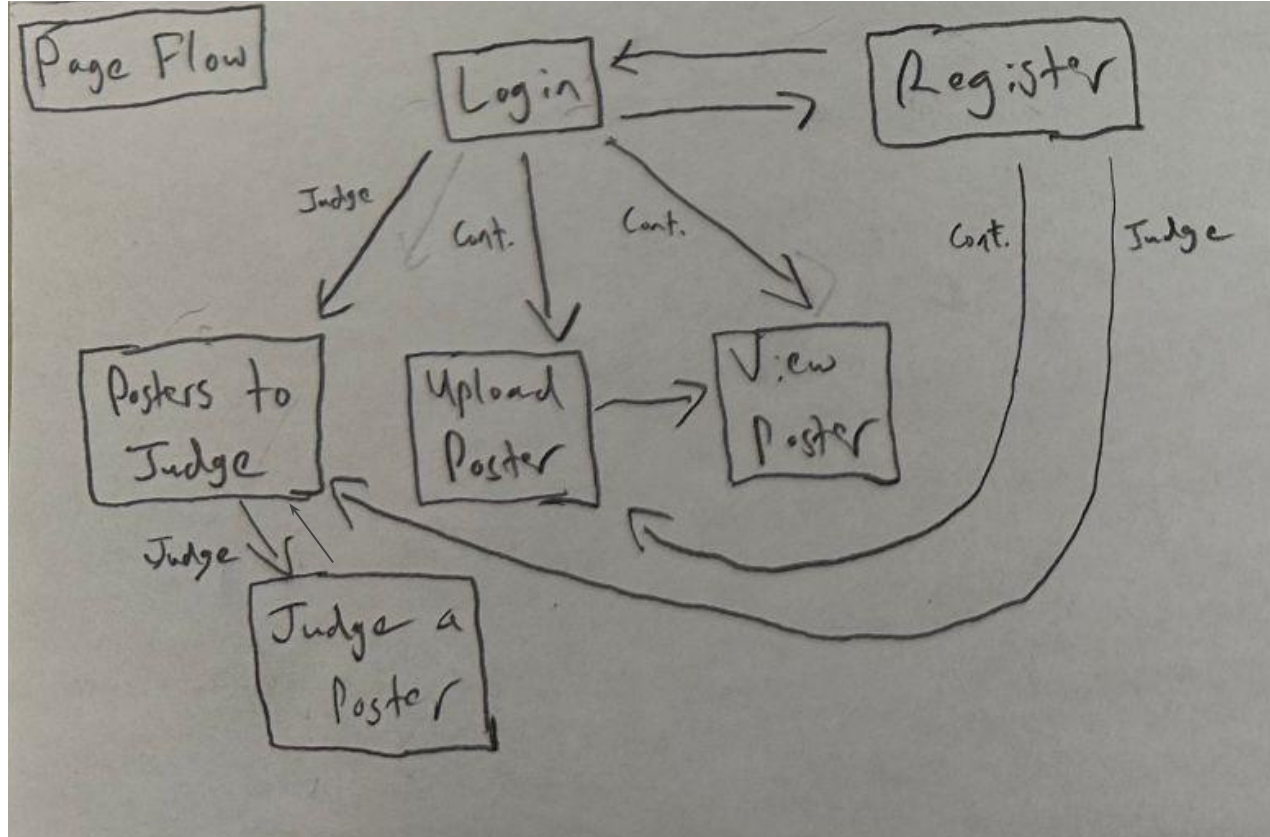 Page Flow
Login
Register
Judge
Cont.
Cont.
Cont.
Judge
Posters to
Judge
Upload
Poster
View
Poster
Judge
Judge a
Poster